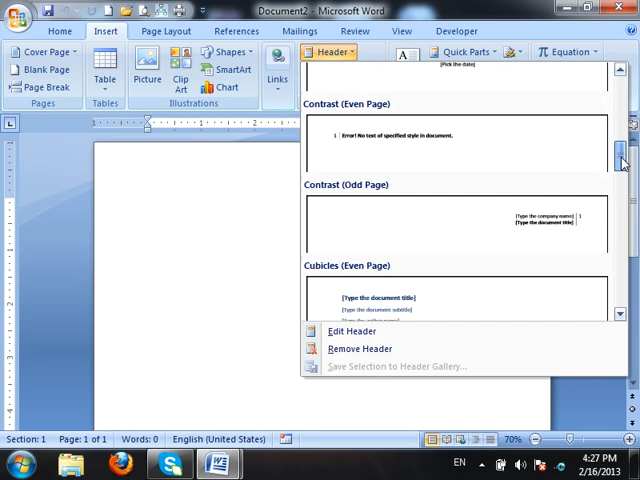 Document2 - Microsoft Word
Home
Insert
Page Layout
References
Mailings
Review
View
Developer
Cover Page
Blank Page
Page Break
Pages
Table
Tables
Picture
Clip
Art
Shapes
SmartArt
Chart
Illustrations
Links
Header
A
Quick Parts
π Equation
[Pick the date]
Contrast (Even Page)
1 Error! No text of specified style in document.
Contrast (Odd Page)
[Type the company name] 1
[Type the document title]
Cubicles (Even Page)
[Type the document title]
[Type the document subtitle]
Edit Header
Remove Header
Save Selection to Header Gallery...
Section: 1
Page: 1 of 1
Words: 0
English (United States)
70%
EN
4:27 PM
2/16/2013